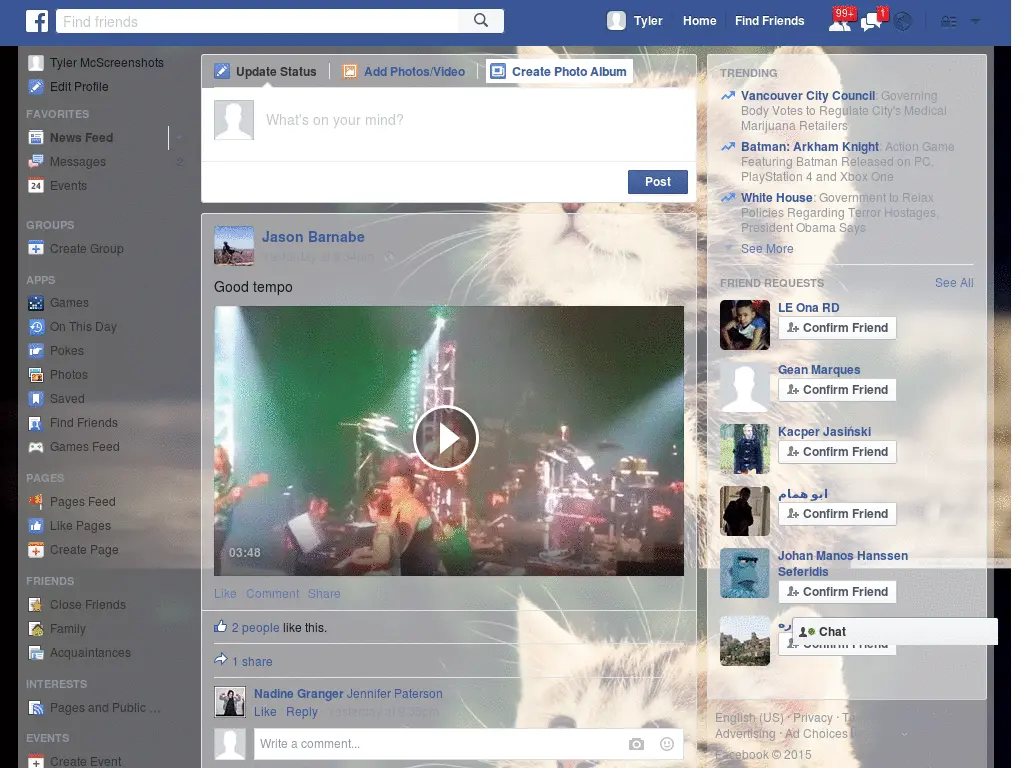 f
Find friends
Tyler
Home
Find Friends
99+
1
Tyler McScreenshots
Edit Profile
FAVORITES
News Feed
Messages
2
24
Events
GROUPS
Create Group
APPS
Games
On This Day
Pokes
Photos
Saved
Find Friends
Games Feed
PAGES
Pages Feed
Like Pages
Create Page
FRIENDS
Close Friends
Family
Acquaintances
INTERESTS
Pages and Public ...
EVENTS
Create Event
Update Status
Add Photos/Video
Create Photo Album
What's on your mind?
Post
Jason Barnabe
Yesterday at 6:34pm
Good tempo
03:48
Like Comment Share
2 people like this.
1 share
Nadine Granger Jennifer Paterson
Like Reply Yesterday at 6:35pm
Write a comment...
TRENDING
Vancouver City Council: Governing
Body Votes to Regulate City's Medical
Marijuana Retailers
Batman: Arkham Knight: Action Game
Featuring Batman Released on PC,
PlayStation 4 and Xbox One
White House: Government to Relax
Policies Regarding Terror Hostages,
President Obama Says
See More
FRIEND REQUESTS
See All
LE Ona RD
Confirm Friend
Gean Marques
Confirm Friend
Kacper Jasiński
Confirm Friend
ابو همام
Confirm Friend
Johan Manos Hanssen
Seferidis
Confirm Friend
Chat
Confirm Friend
English (US) · Privacy ·
Advertising · Ad Choices
Facebook © 2015